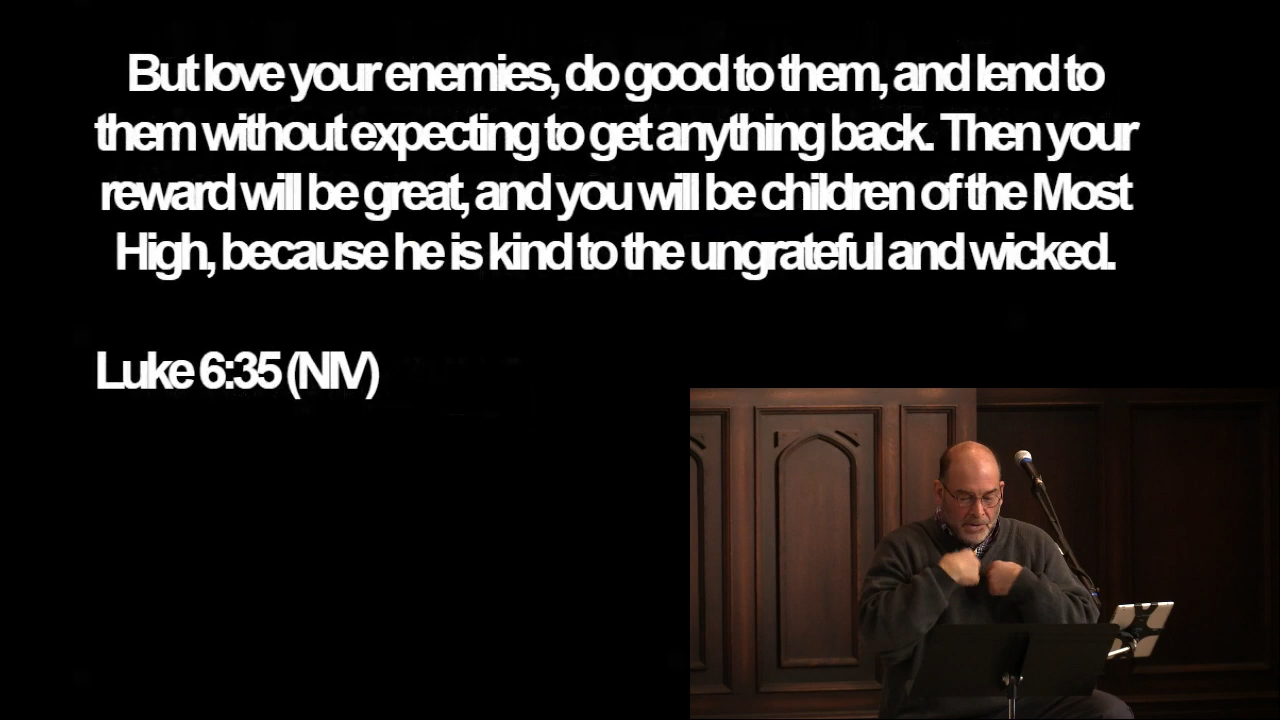 But love your enemies, do good to them, and lend to
them without expecting to get anything back. Then your
reward will be great, and you will be children of the Most
High, because he is kind to the ungrateful and wicked.
Luke 6:35 (NIV)